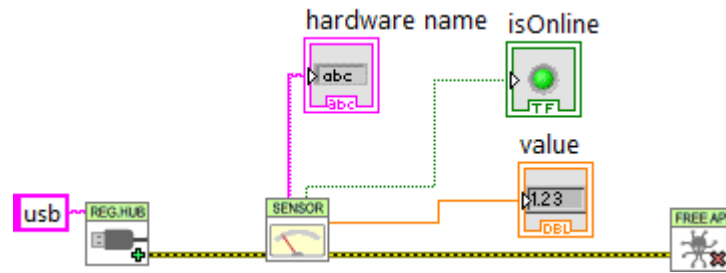 hardware name
isOnline
abc
abc
TF
value
1.23
DBL
usb
REG.HUB
SENSOR
FREE AP